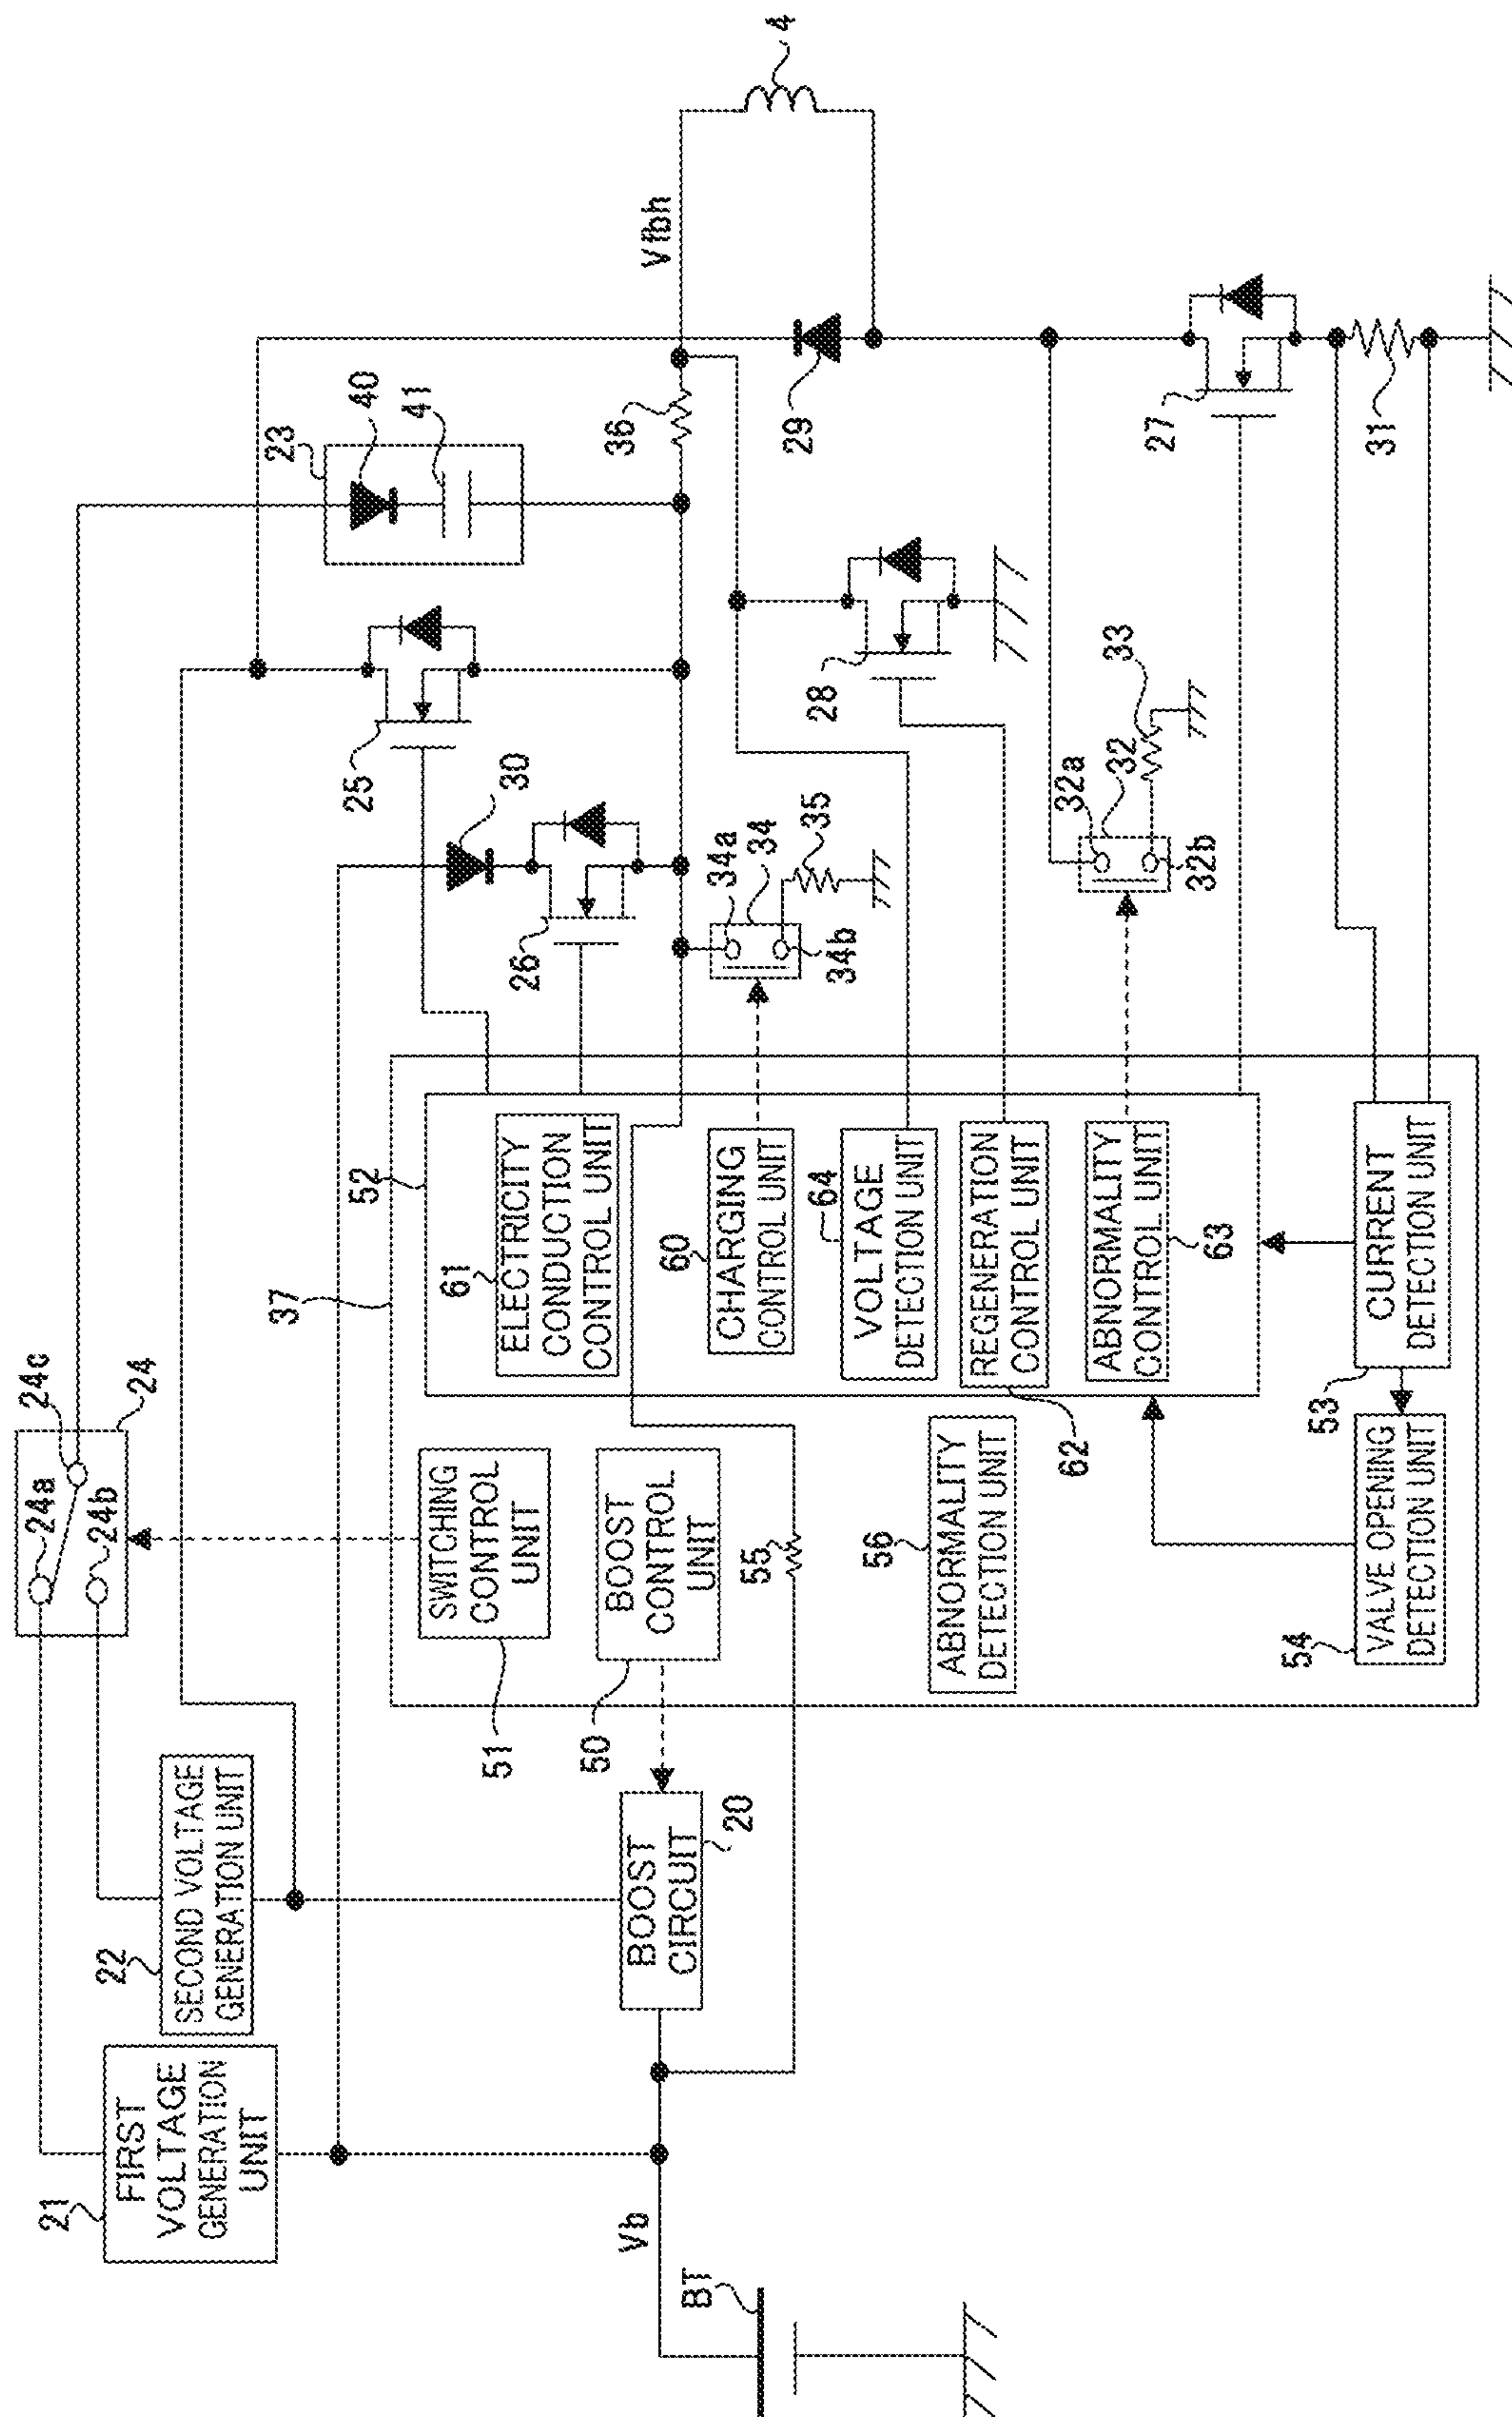 24a
24c
24b
24
21
FIRST
VOLTAGE
GENERATION
UNIT
22
SECOND VOLTAGE
GENERATION UNIT
23
40
41
25
30
26
37
52
51
SWITCHING
CONTROL
UNIT
61
ELECTRICITY
CONDUCTION
CONTROL UNIT
Vb
BT
BOOST
CIRCUIT
20
50
BOOST
CONTROL
UNIT
55
60
CHARGING
CONTROL UNIT
34a
34
34b
35
36
Vfbh
4
64
VOLTAGE
DETECTION UNIT
28
29
56
ABNORMALITY
DETECTION UNIT
62
REGENERATION
CONTROL UNIT
ABNORMALITY
CONTROL UNIT
63
32a
32
32b
33
27
54
VALVE OPENING
DETECTION UNIT
53
CURRENT
DETECTION UNIT
31